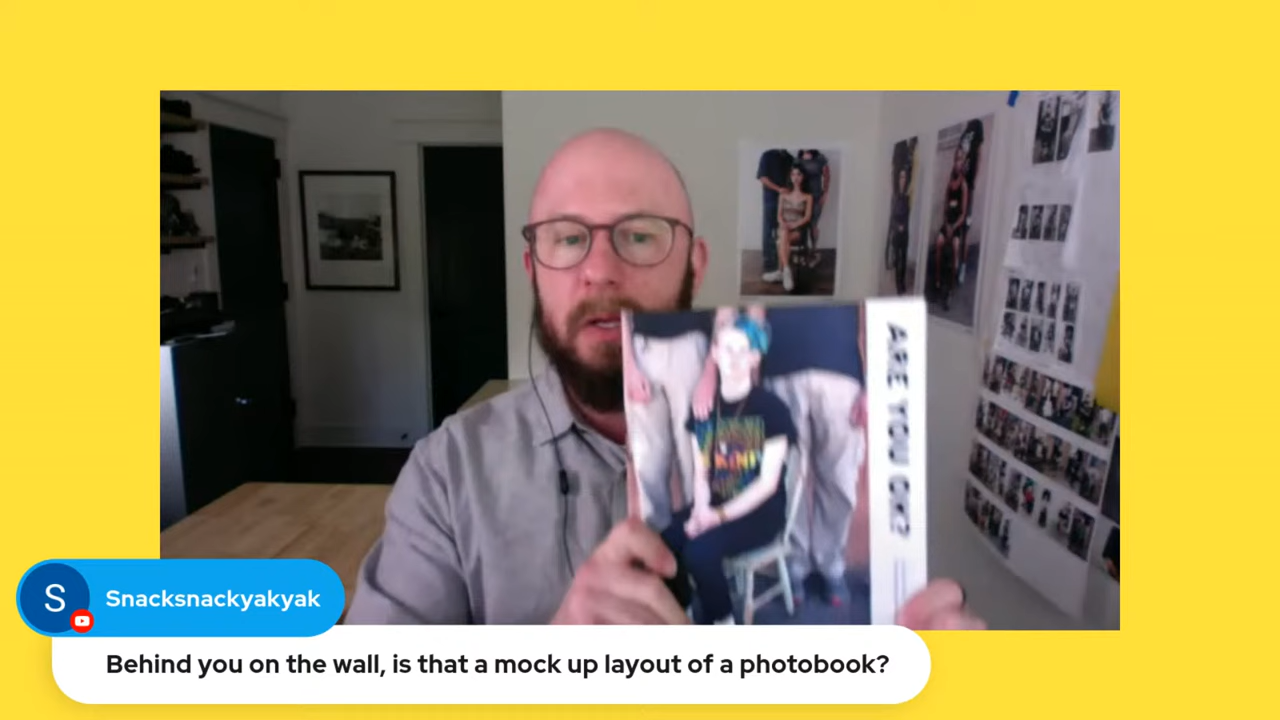 ARE YOU OK?
S
Snacksnackyakyak
Behind you on the wall, is that a mock up layout of a photobook?